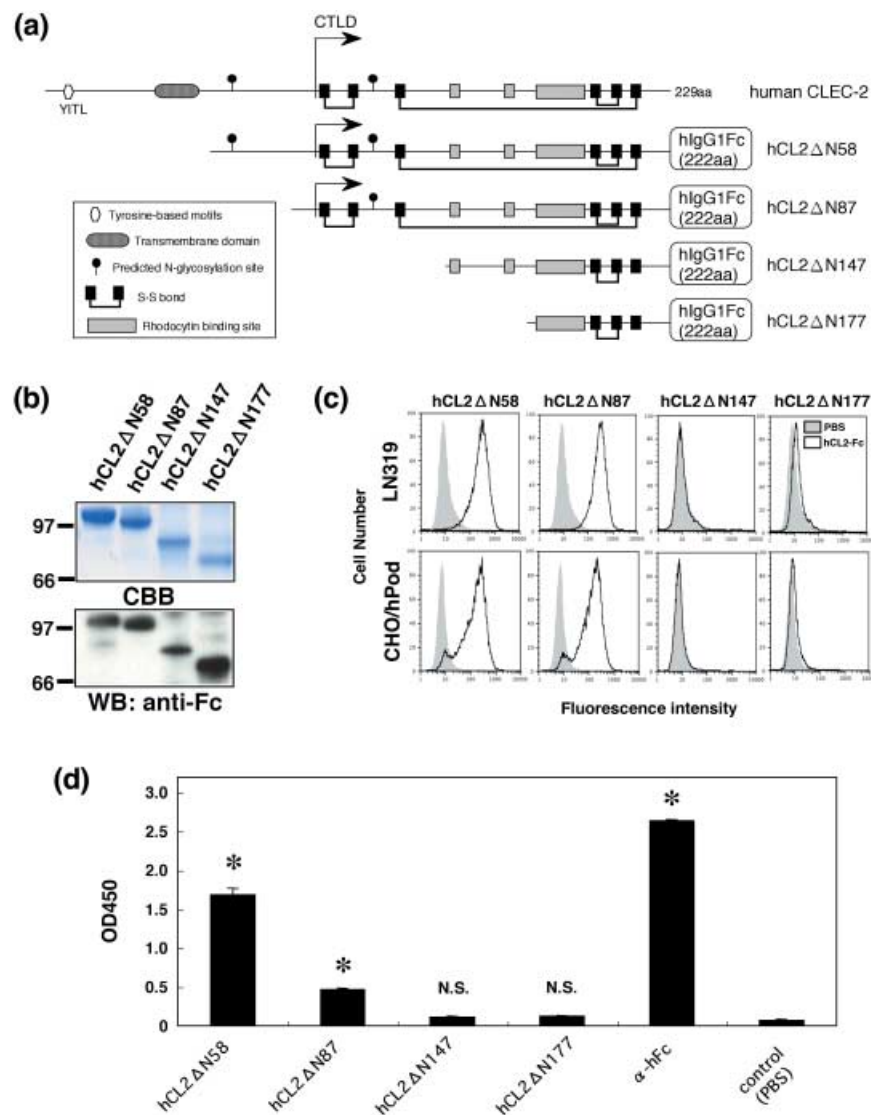 (a)
CTLD
YITL
229aa
human CLEC-2
hIgG1Fc
(222aa)
hCL2ΔN58
hIgG1Fc
(222aa)
hCL2ΔN87
hIgG1Fc
(222aa)
hCL2ΔN147
hIgG1Fc
(222aa)
hCL2ΔN177
Tyrosine-based motifs
Transmembrane domain
Predicted N-glycosylation site
S-S bond
Rhodocytin binding site
(b)
hCL2ΔN58
hCL2ΔN87
hCL2ΔN147
hCL2ΔN177
97
66
CBB
97
66
WB: anti-Fc
(c)
hCL2ΔN58 hCL2ΔN87 hCL2ΔN147 hCL2ΔN177
PBS
hCL2-Fc
LN319
CHO/hPod
Cell Number
Fluorescence intensity
(d)
OD450
3.0
2.5
2.0
1.5
1.0
0.5
0
*
*
N.S.
N.S.
*
hCL2ΔN58
hCL2ΔN87
hCL2ΔN147
hCL2ΔN177
α-hFc
control
(PBS)